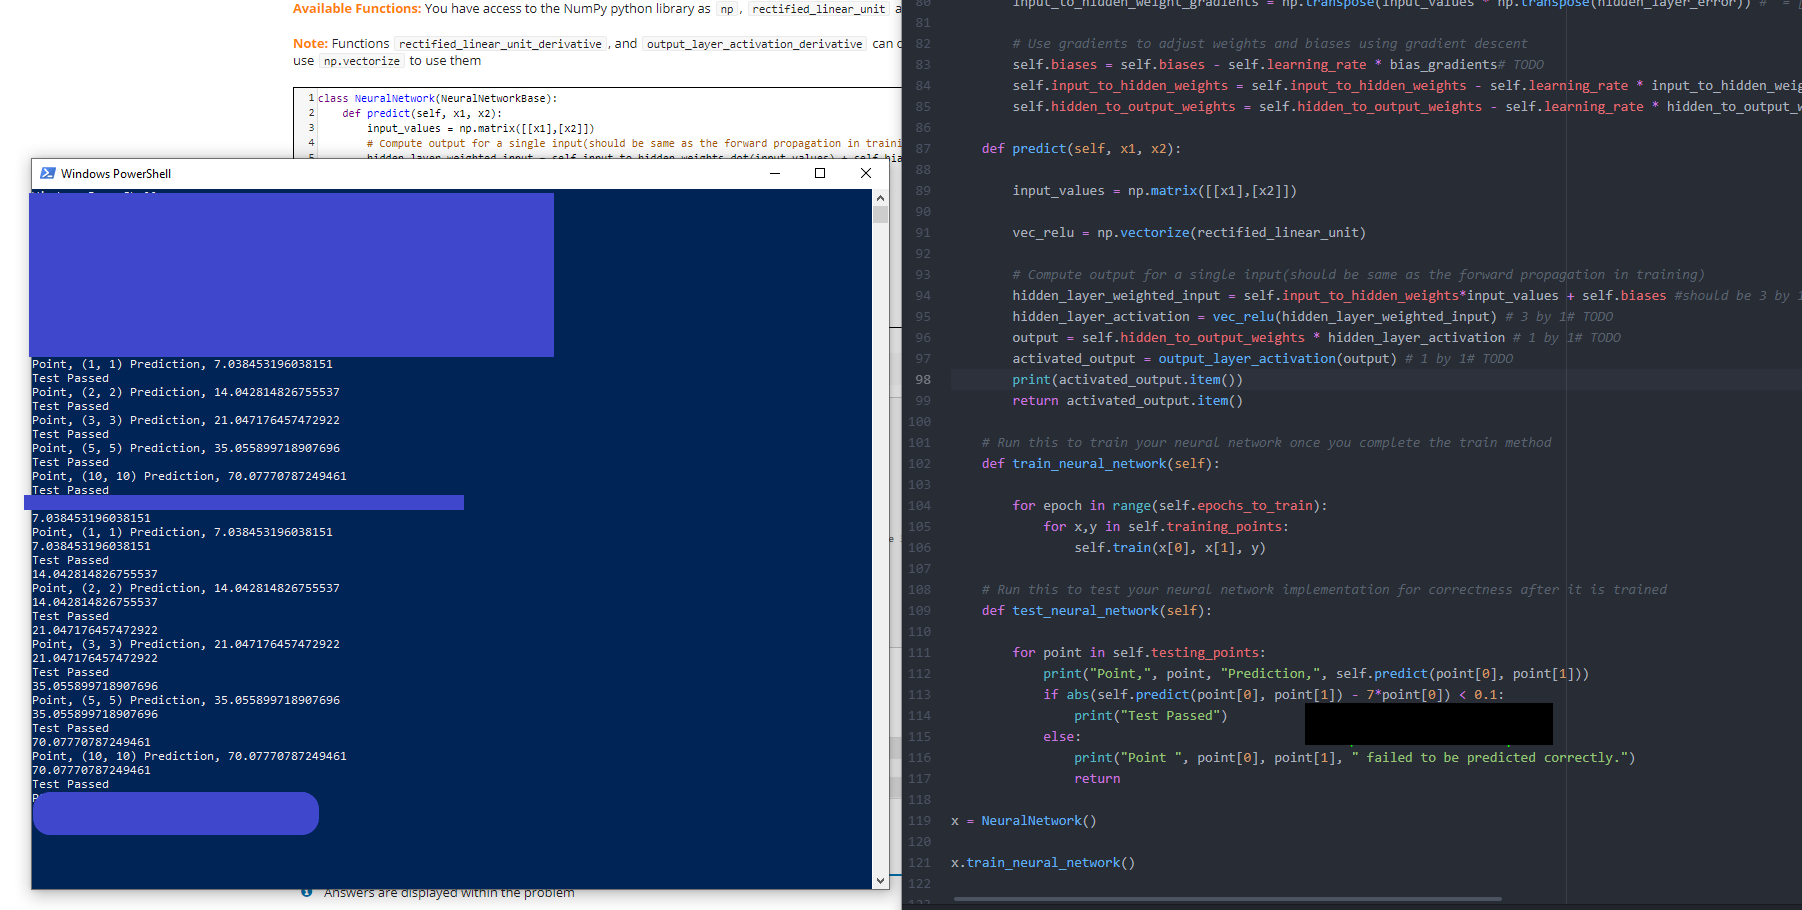 Available Functions: You have access to the NumPy python library as np , rectified_linear_unit
Note: Functions rectified_linear_unit_derivative , and output_layer_activation_derivative can
use np.vectorize to use them
1 class NeuralNetwork(NeuralNetworkBase):
2 def predict(self, x1, x2):
3 input_values = np.matrix([[x1],[x2]])
4 # Compute output for a single input(should be same as the forward propagation in traini
Windows PowerShell
Point, (1, 1) Prediction, 7.038453196038151
Test Passed
Point, (2, 2) Prediction, 14.042814826755537
Test Passed
Point, (3, 3) Prediction, 21.047176457472922
Test Passed
Point, (5, 5) Prediction, 35.055899718907696
Test Passed
Point, (10, 10) Prediction, 70.07770787249461
Test Passed
7.038453196038151
Point, (1, 1) Prediction, 7.038453196038151
7.038453196038151
Test Passed
14.042814826755537
Point, (2, 2) Prediction, 14.042814826755537
14.042814826755537
Test Passed
21.047176457472922
Point, (3, 3) Prediction, 21.047176457472922
21.047176457472922
Test Passed
35.055899718907696
Point, (5, 5) Prediction, 35.055899718907696
35.055899718907696
Test Passed
70.07770787249461
Point, (10, 10) Prediction, 70.07770787249461
70.07770787249461
Test Passed
Answers are displayed within the problem
80 input_to_hidden_weight_gradients = np.transpose(input_values * np.transpose(hidden_layer_error)) #
81
82 # Use gradients to adjust weights and biases using gradient descent
83 self.biases = self.biases - self.learning_rate * bias_gradients# TODO
84 self.input_to_hidden_weights = self.input_to_hidden_weights - self.learning_rate * input_to_hidden_weig
85 self.hidden_to_output_weights = self.hidden_to_output_weights - self.learning_rate * hidden_to_output_w
86
87 def predict(self, x1, x2):
88
89 input_values = np.matrix([[x1],[x2]])
90
91 vec_relu = np.vectorize(rectified_linear_unit)
92
93 # Compute output for a single input(should be same as the forward propagation in training)
94 hidden_layer_weighted_input = self.input_to_hidden_weights*input_values + self.biases #should be 3 by 1
95 hidden_layer_activation = vec_relu(hidden_layer_weighted_input) # 3 by 1# TODO
96 output = self.hidden_to_output_weights * hidden_layer_activation # 1 by 1# TODO
97 activated_output = output_layer_activation(output) # 1 by 1# TODO
98 print(activated_output.item())
99 return activated_output.item()
100
101 # Run this to train your neural network once you complete the train method
102 def train_neural_network(self):
103
104 for epoch in range(self.epochs_to_train):
105 for x,y in self.training_points:
106 self.train(x[0], x[1], y)
107
108 # Run this to test your neural network implementation for correctness after it is trained
109 def test_neural_network(self):
110
111 for point in self.testing_points:
112 print("Point,", point, "Prediction,", self.predict(point[0], point[1]))
113 if abs(self.predict(point[0], point[1]) - 7*point[0]) < 0.1:
114 print("Test Passed")
115 else:
116 print("Point ", point[0], point[1], " failed to be predicted correctly.")
117 return
118
119 x = NeuralNetwork()
120
121 x.train_neural_network()
122